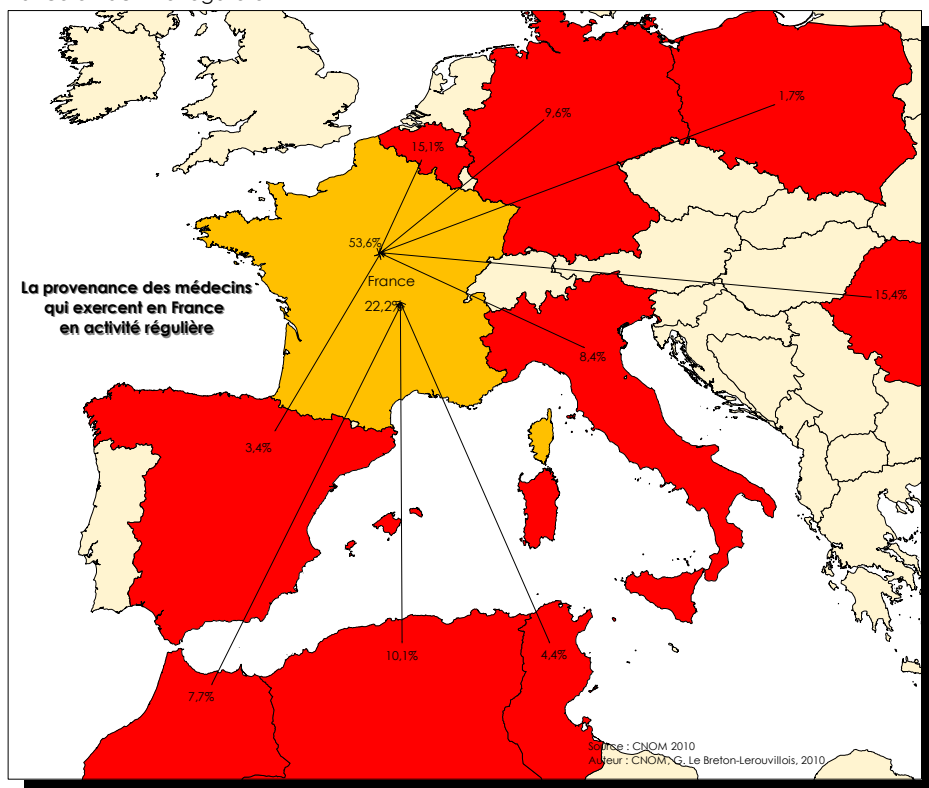 9,6%
1,7%
15,1%
53,6%
France
22,2%
15,4%
8,4%
3,4%
10,1%
4,4%
7,7%
La provenance des médecins
qui exercent en France
en activité régulière
Source : CNOM 2010
Auteur : CNOM, G. Le Breton-Lerouvillois, 2010